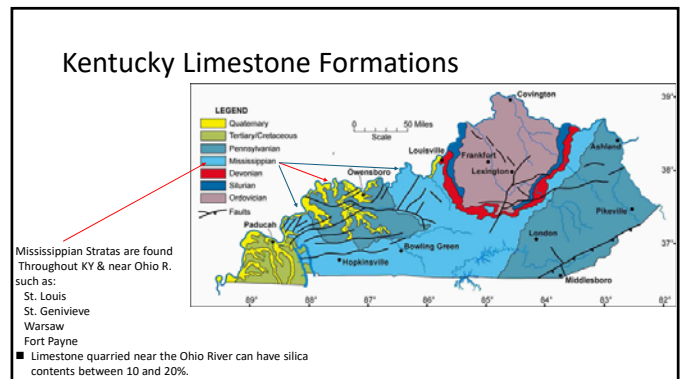 Kentucky Limestone Formations
LEGEND
Quaternary
Tertiary/Cretaceous
Pennsylvanian
Mississippian
Devonian
Silurian
Ordovician
Faults
0 50 Miles
Scale
Covington
39°
Louisville
Frankfort
Lexington
Ashland
38°
Owensboro
Pikeville
Paducah
London
37°
Bowling Green
Hopkinsville
Middlesboro
89° 88° 87° 86° 85° 84° 83° 82°
Mississippian Stratas are found
Throughout KY & near Ohio R.
such as:
St. Louis
St. Genivieve
Warsaw
Fort Payne
■ Limestone quarried near the Ohio River can have silica
contents between 10 and 20%.